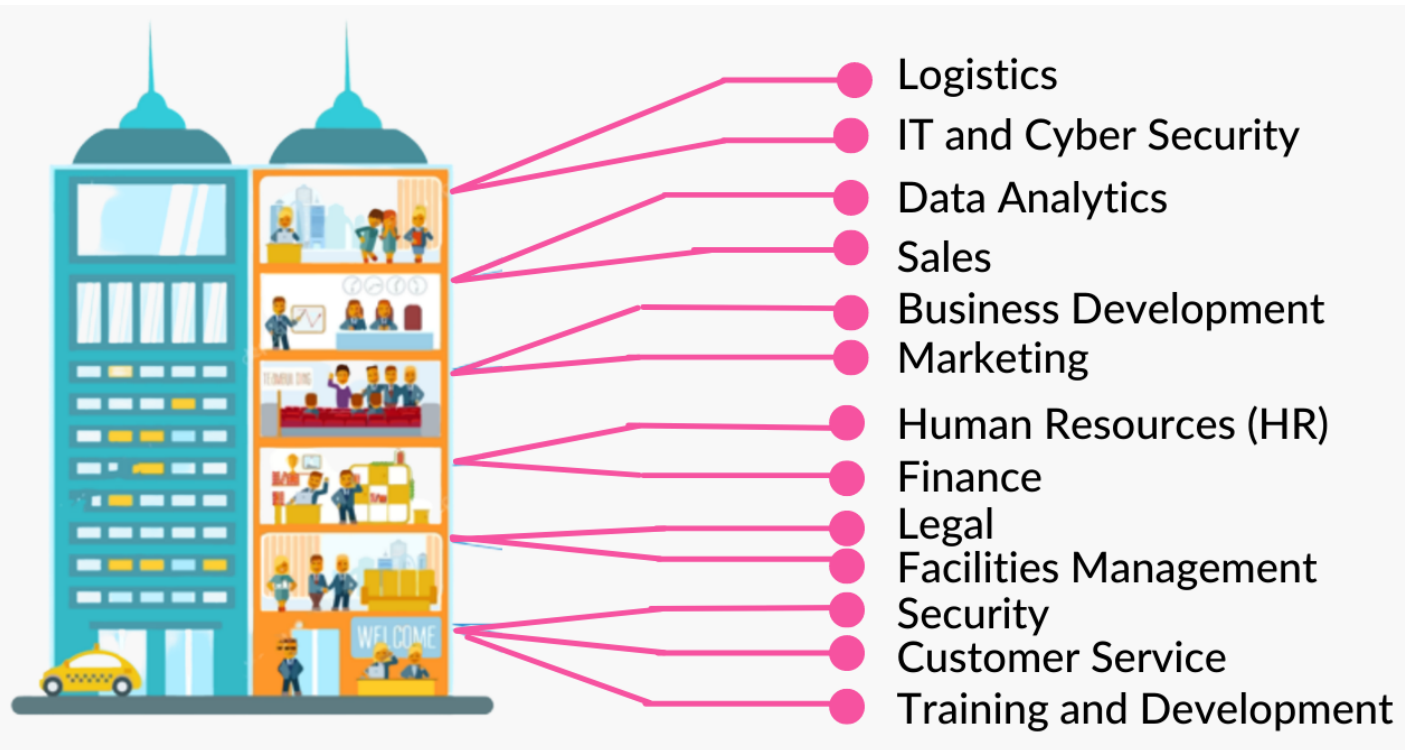 Logistics
IT and Cyber Security
Data Analytics
Sales
Business Development
Marketing
TEAMBUILDING
Human Resources (HR)
Finance
Legal
Facilities Management
Security
WELCOME
Customer Service
Training and Development